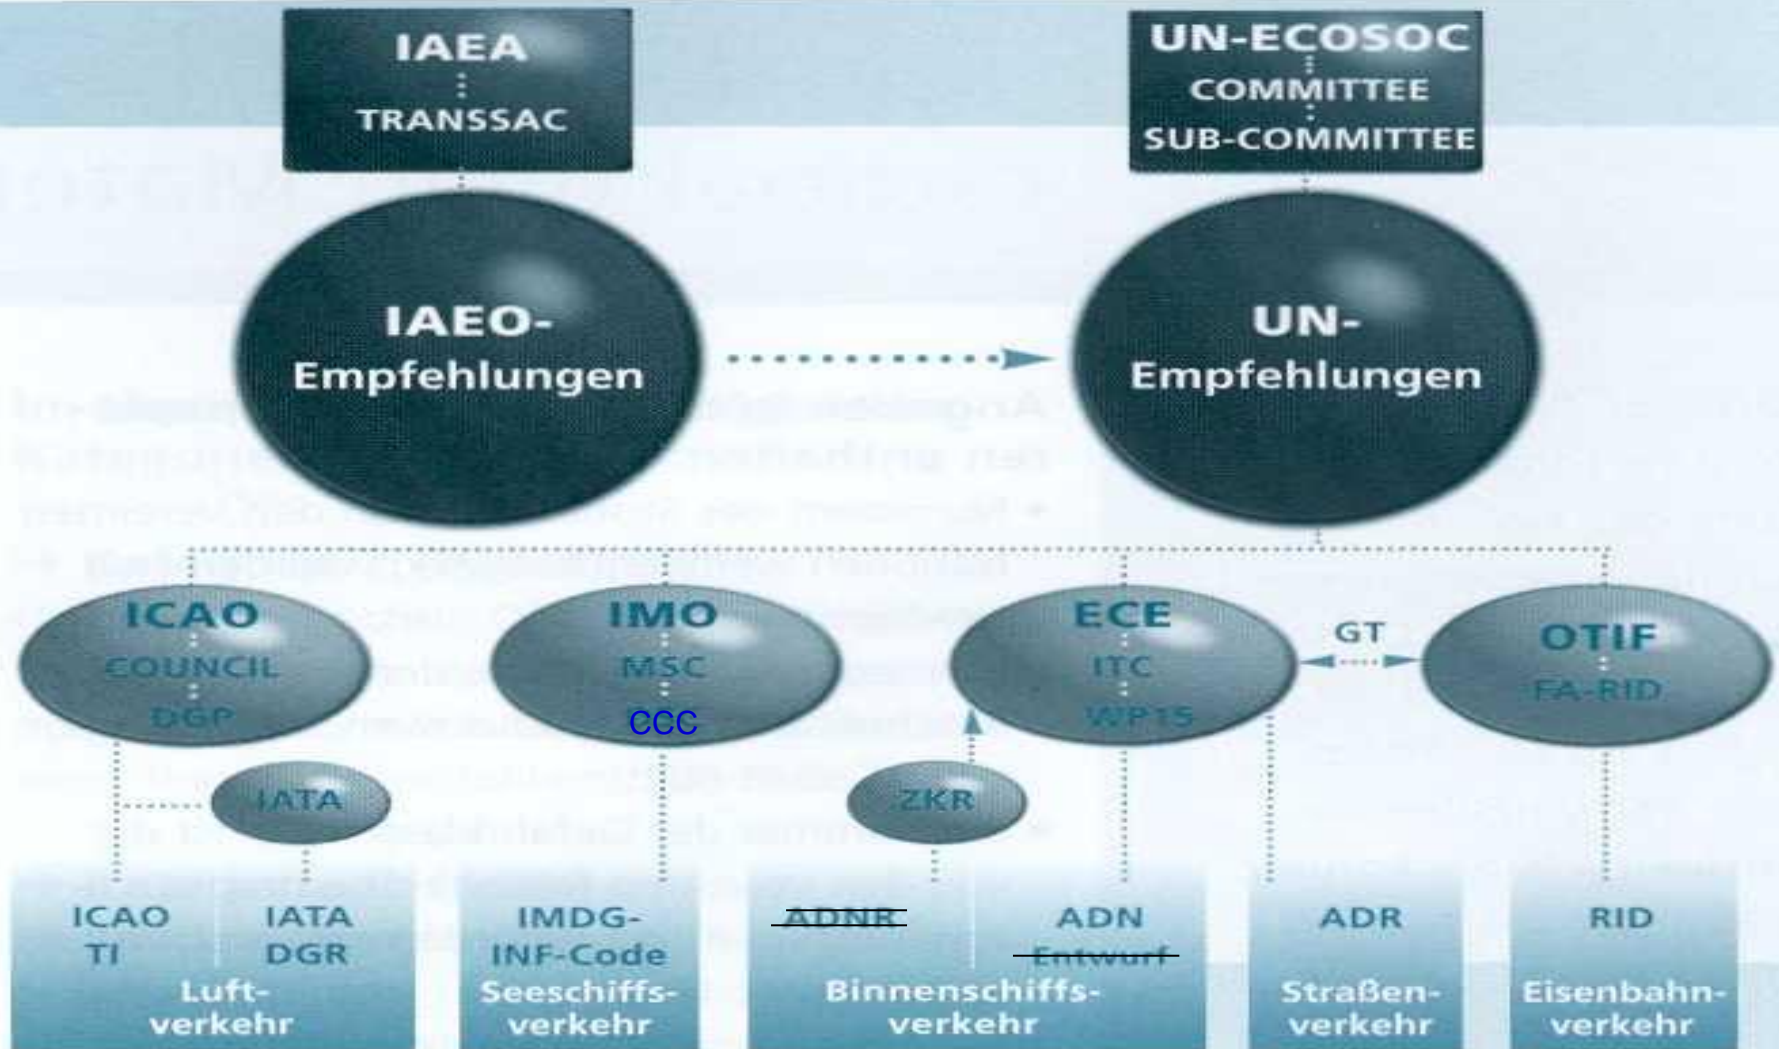 IAEA
TRANSSAC
UN-ECOSOC
COMMITTEE
SUB-COMMITTEE
IAEO-
Empfehlungen
UN-
Empfehlungen
ICAO
COUNCIL
DGP
IMO
MSC
CCC
ECE
ITC
WP15
GT
OTIF
FA-RID
IATA
ZKR
ICAO
TI
IATA
DGR
Luft-
verkehr
IMDG-
INF-Code
Seeschiffs-
verkehr
ADNR
ADN
Entwurf
Binnenschiffs-
verkehr
ADR
Straßen-
verkehr
RID
Eisenbahn-
verkehr